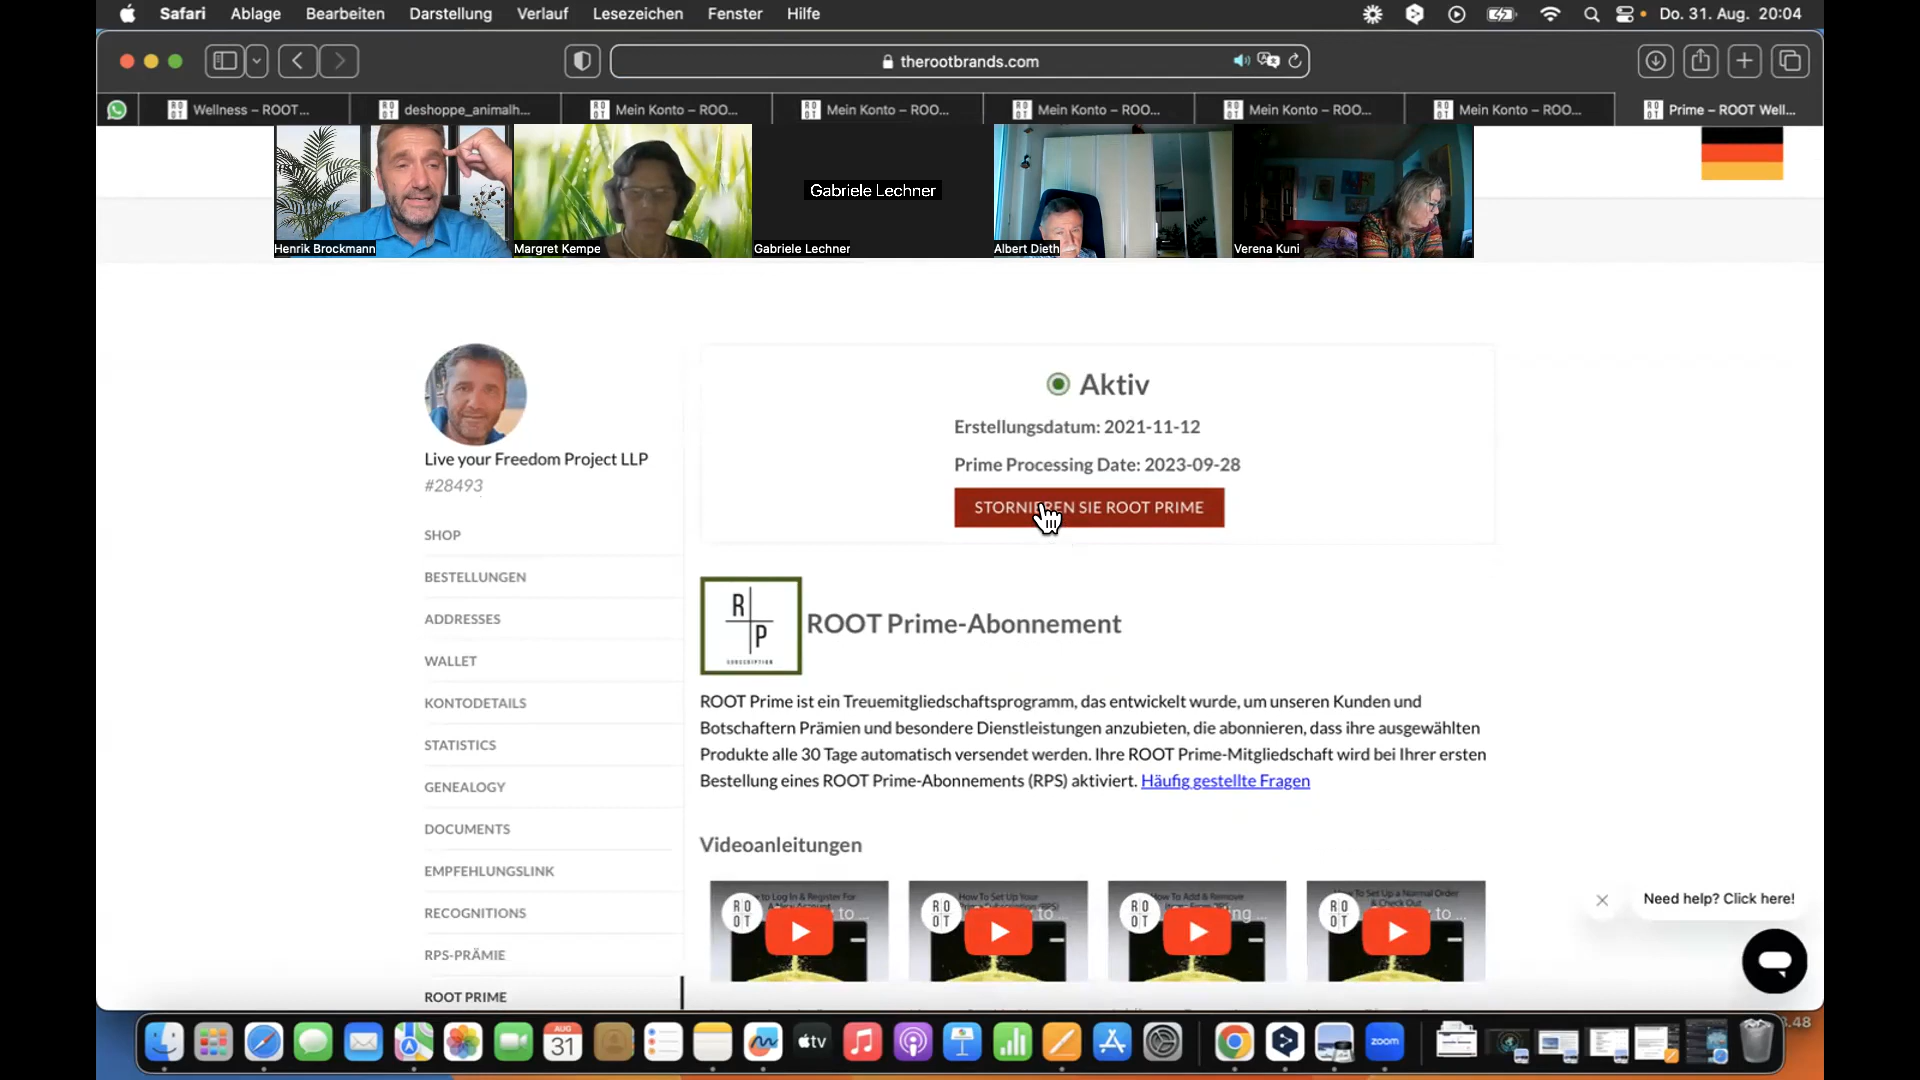 Safari Ablage Bearbeiten Darstellung Verlauf Lesezeichen Fenster Hilfe Do. 31. Aug. 20:04
therootbrands.com
Wellness – ROOT... deshoppe_animalh... Mein Konto – ROO... Mein Konto – ROO... Mein Konto – ROO... Mein Konto – ROO... Mein Konto – ROO... Prime – ROOT Well...
Gabriele Lechner
Henrik Brockmann Margret Kempe Gabriele Lechner Albert Dieth Verena Kuni
Live your Freedom Project LLP
#28493
SHOP
BESTELLUNGEN
ADDRESSES
WALLET
KONTODETAILS
STATISTICS
GENEALOGY
DOCUMENTS
EMPFEHLUNGSLINK
RECOGNITIONS
RPS-PRÄMIE
ROOT PRIME
Aktiv
Erstellungsdatum: 2021-11-12
Prime Processing Date: 2023-09-28
STORNIEREN SIE ROOT PRIME
R P
SUBSCRIPTION
ROOT Prime-Abonnement
ROOT Prime ist ein Treuemitgliedschaftsprogramm, das entwickelt wurde, um unseren Kunden und
Botschaftern Prämien und besondere Dienstleistungen anzubieten, die abonnieren, dass ihre ausgewählten
Produkte alle 30 Tage automatisch versendet werden. Ihre ROOT Prime-Mitgliedschaft wird bei Ihrer ersten
Bestellung eines ROOT Prime-Abonnements (RPS) aktiviert. Häufig gestellte Fragen
Videoanleitungen
Need help? Click here!
AUG
31
tv
zoom